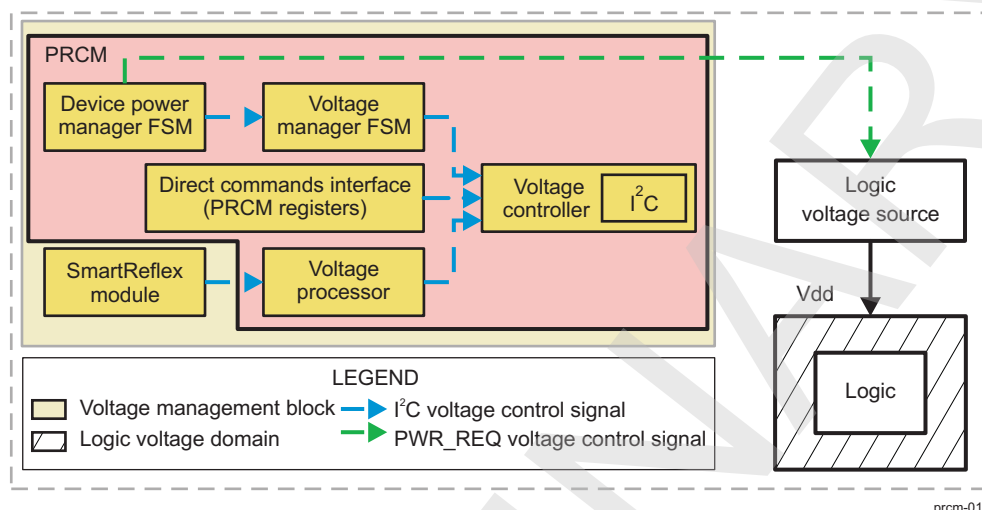 PRCM
Device power
manager FSM
Voltage
manager FSM
Direct commands interface
(PRCM registers)
Voltage
controller
I²C
SmartReflex
module
Voltage
processor
Logic
voltage source
Vdd
Logic
LEGEND
Voltage management block
I²C voltage control signal
Logic voltage domain
PWR_REQ voltage control signal